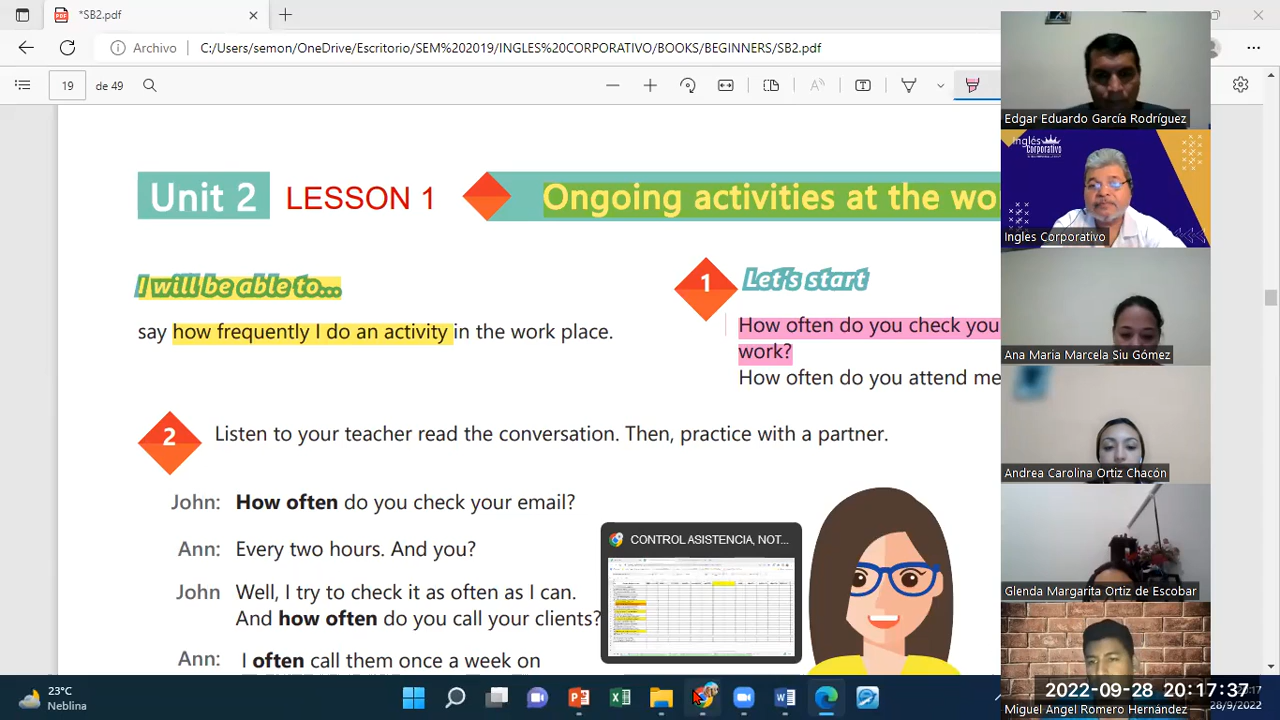 *SB2.pdf
Archivo
C:/Users/semon/OneDrive/Escritorio/SEM%202019/INGLES%20CORPORATIVO/BOOKS/BEGINNERS/SB2.pdf
19 de 49
Unit 2 LESSON 1 Ongoing activities at the wo
I will be able to...
say how frequently I do an activity in the work place.
1 Let's start
How often do you check you
work?
How often do you attend me
2 Listen to your teacher read the conversation. Then, practice with a partner.
John: How often do you check your email?
Ann: Every two hours. And you?
John Well, I try to check it as often as I can.
And how often do you call your clients?
Ann: I often call them once a week on
CONTROL ASISTENCIA, NOT...
Edgar Eduardo García Rodríguez
Inglés
Corporativo
Ingles Corporativo
Ana Maria Marcela Siu Gómez
Andrea Carolina Ortiz Chacón
Glenda Margarita Ortiz de Escobar
2022-09-28 20:17:37
Miguel Angel Romero Hernández
23°C
Neblina
28/9/2022